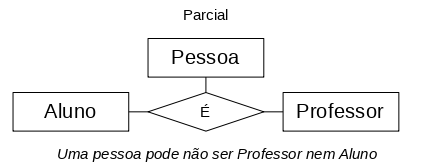 Parcial
Pessoa
Aluno
É
Professor
Uma pessoa pode não ser Professor nem Aluno